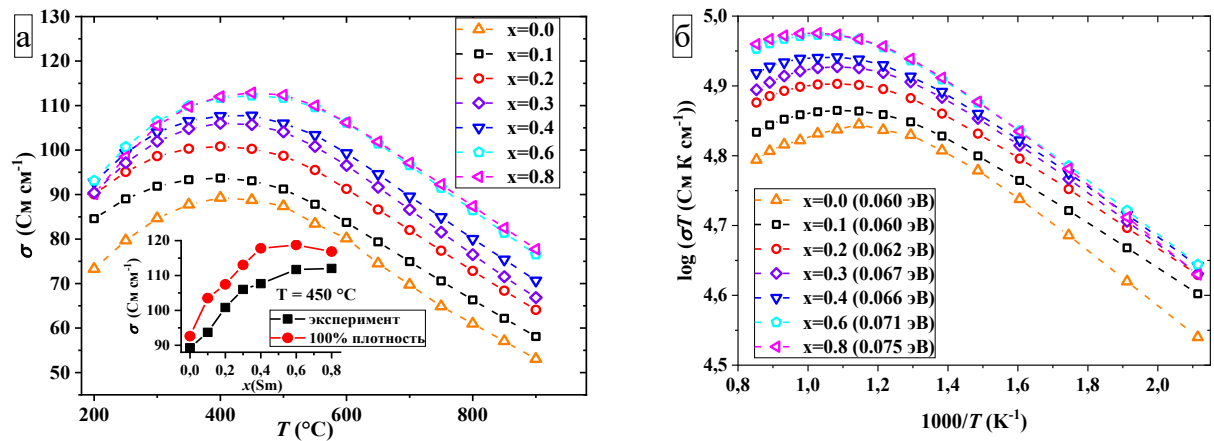 а
130
120
110
100
90
80
70
60
50
σ (См см⁻¹)
200
400
600
800
T (°C)
x=0.0
x=0.1
x=0.2
x=0.3
x=0.4
x=0.6
x=0.8
120
110
100
90
σ (См см⁻¹)
T = 450 °C
эксперимент
100% плотность
0,0
0,2
0,3
0,4
0,6
0,8
x(Sm)
б
5,0
4,9
4,8
4,7
4,6
4,5
log (σT (См К см⁻¹)
x=0.0 (0.060 эВ)
x=0.1 (0.060 эВ)
x=0.2 (0.062 эВ)
x=0.3 (0.067 эВ)
x=0.4 (0.066 эВ)
x=0.6 (0.071 эВ)
x=0.8 (0.075 эВ)
0,8
1,0
1,2
1,4
1,6
1,8
2,0
1000/T (K⁻¹)